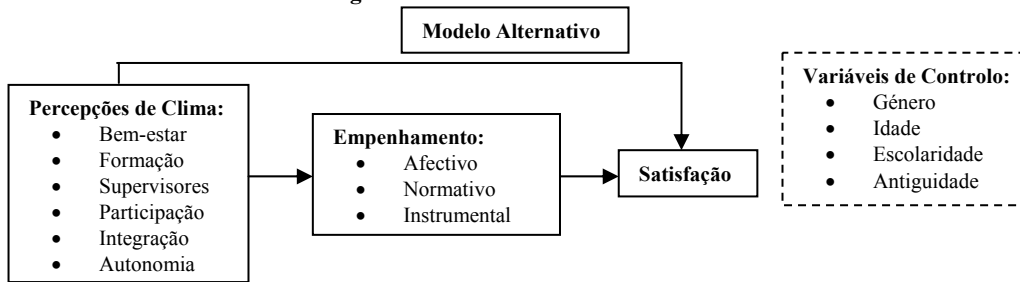 Modelo Alternativo
Percepções de Clima:
• Bem-estar
• Formação
• Supervisores
• Participação
• Integração
• Autonomia
Empenhamento:
• Afectivo
• Normativo
• Instrumental
Satisfação
Variáveis de Controlo:
• Género
• Idade
• Escolaridade
• Antiguidade